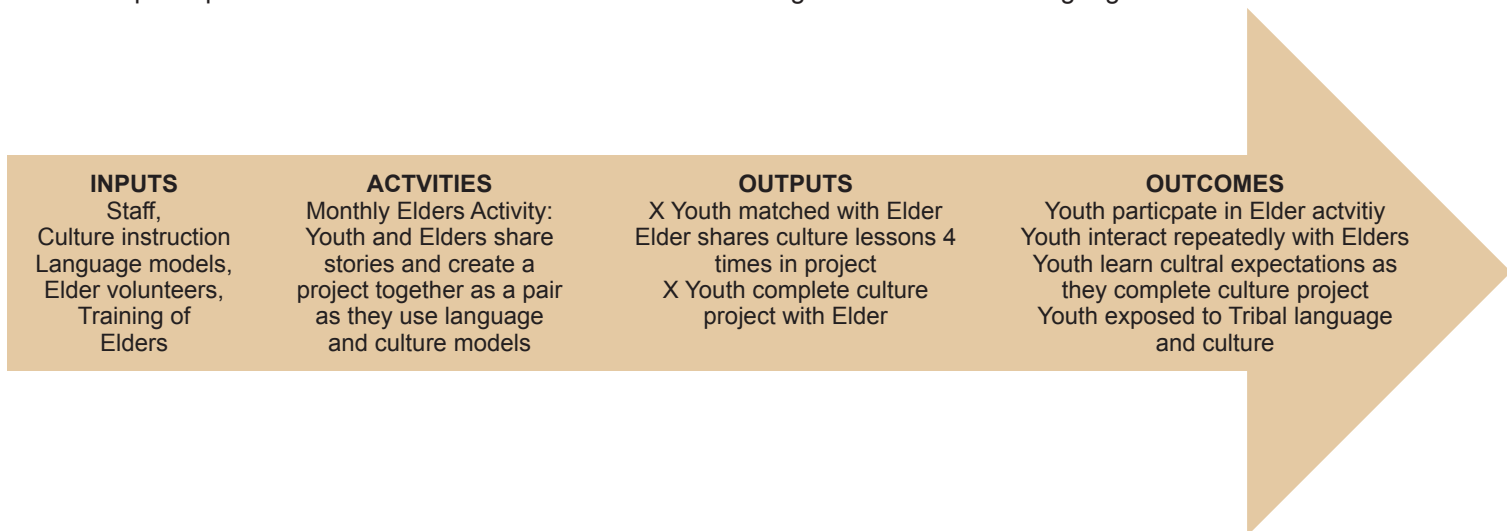 INPUTS
Staff,
Culture instruction
Language models,
Elder volunteers,
Training of
Elders
ACTVITIES
Monthly Elders Activity:
Youth and Elders share
stories and create a
project together as a pair
as they use language
and culture models
OUTPUTS
X Youth matched with Elder
Elder shares culture lessons 4
times in project
X Youth complete culture
project with Elder
OUTCOMES
Youth particpate in Elder actvitiy
Youth interact repeatedly with Elders
Youth learn cultral expectations as
they complete culture project
Youth exposed to Tribal language
and culture